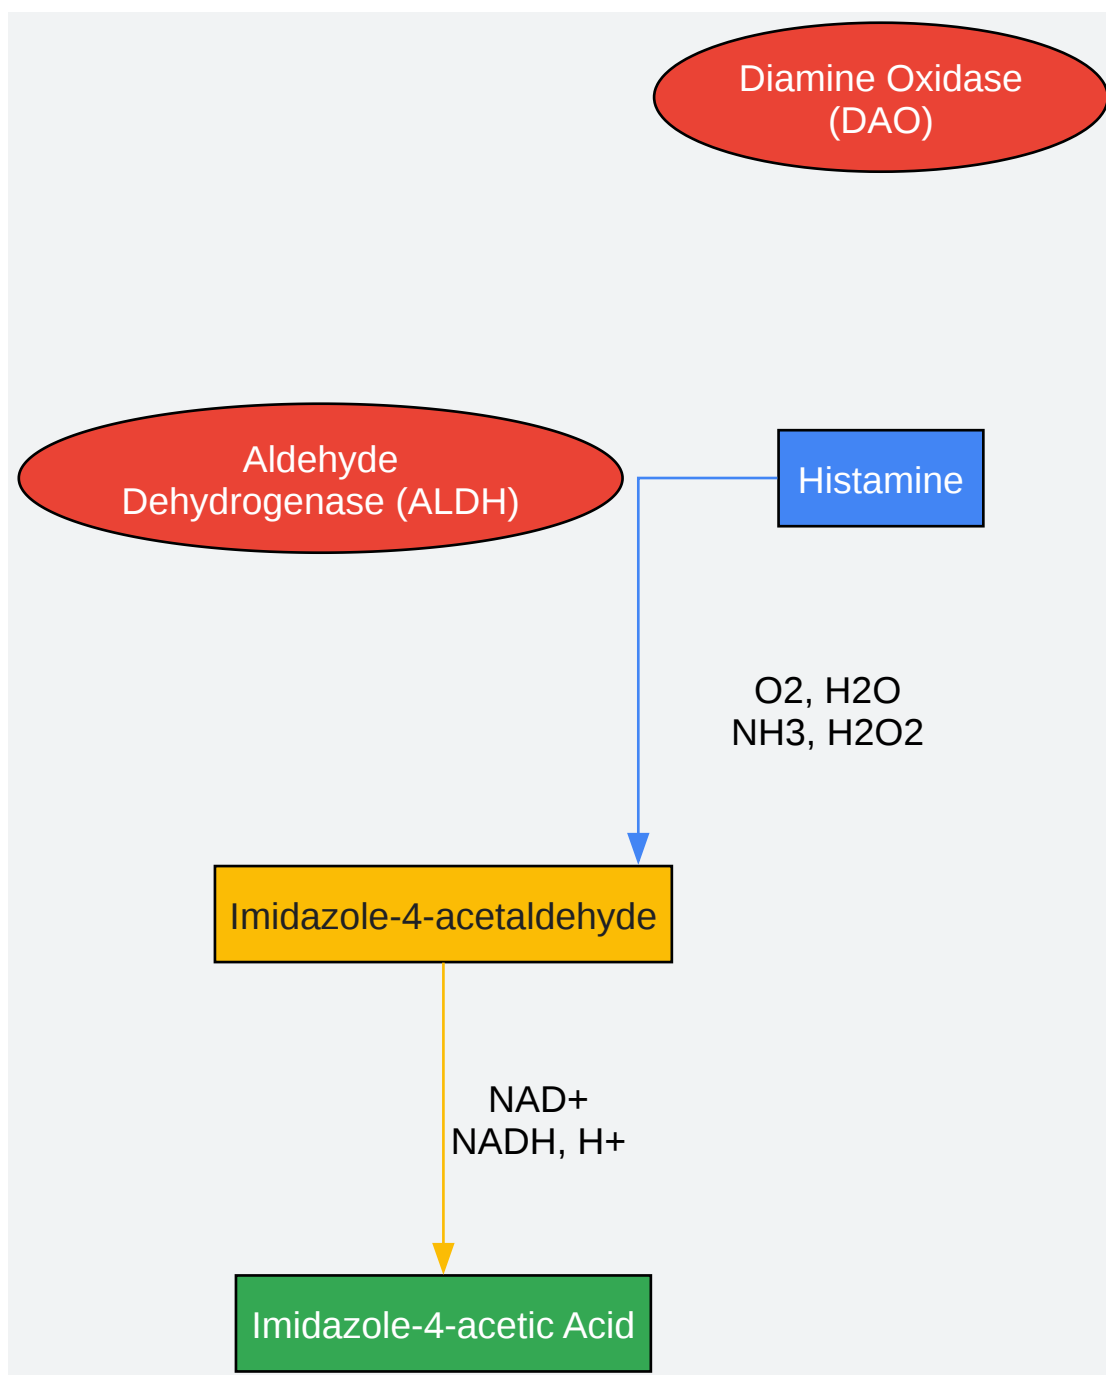 Diamine Oxidase
(DAO)
Aldehyde
Dehydrogenase (ALDH)
Histamine
O2, H2O
NH3, H2O2
Imidazole-4-acetaldehyde
NAD+
NADH, H+
Imidazole-4-acetic Acid